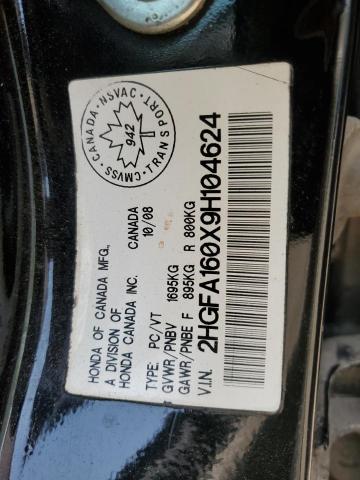 HONDA OF CANADA MFG.,
A DIVISION OF
HONDA CANADA INC. CANADA
10/08
TYPE: PC/VT
GVWR/PNBV 1695KG
GAWR/PNBE F 895KG R 800KG
V.I.N. 2HGFA160X9H104624
CANADA·NSVAC·TRANSPORT·CMVSS·
942